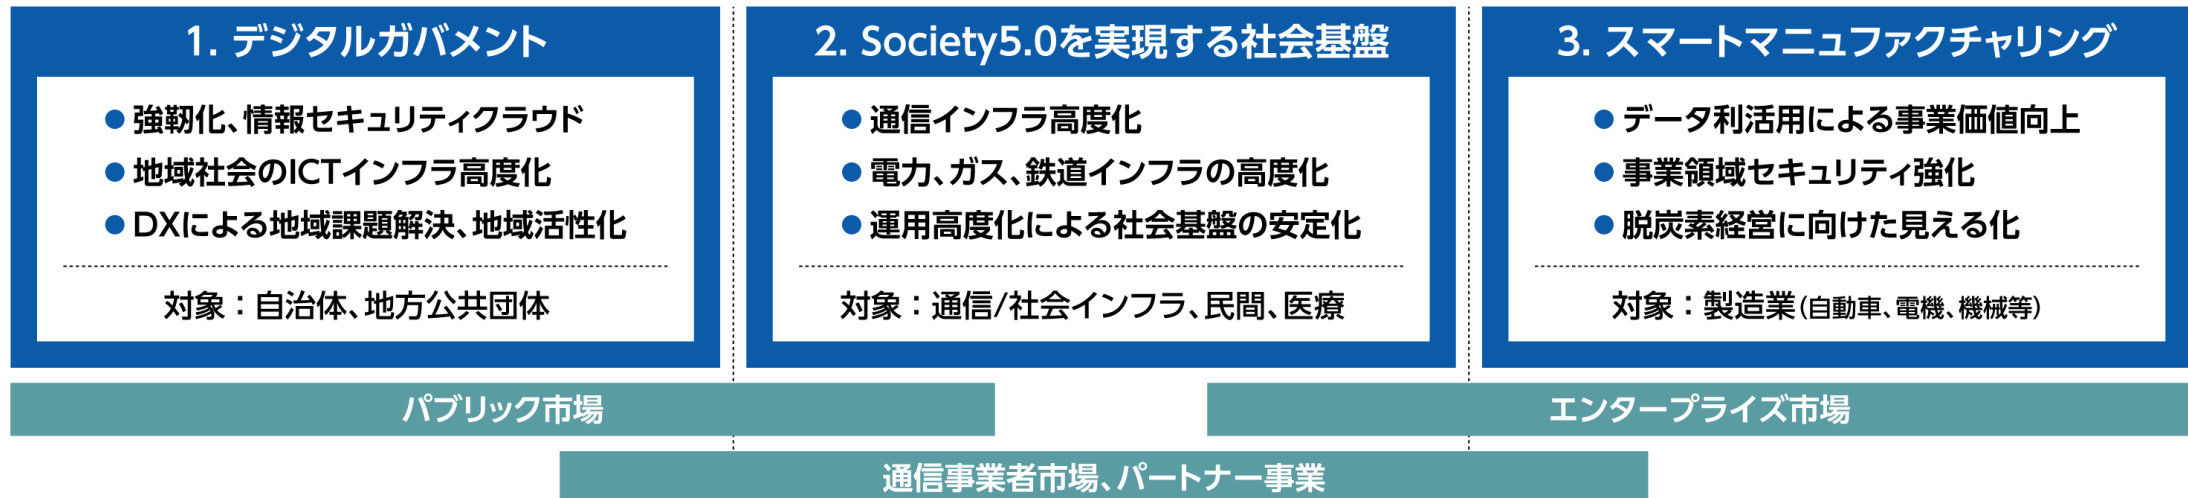 1. デジタルガバメント
● 強靭化、情報セキュリティクラウド
● 地域社会のICTインフラ高度化
● DXによる地域課題解決、地域活性化
対象：自治体、地方公共団体
2. Society5.0を実現する社会基盤
● 通信インフラ高度化
● 電力、ガス、鉄道インフラの高度化
● 運用高度化による社会基盤の安定化
対象：通信/社会インフラ、民間、医療
3. スマートマニュファクチャリング
● データ利活用による事業価値向上
● 事業領域セキュリティ強化
● 脱炭素経営に向けた見える化
対象：製造業（自動車、電機、機械等）
パブリック市場
エンタープライズ市場
通信事業者市場、パートナー事業